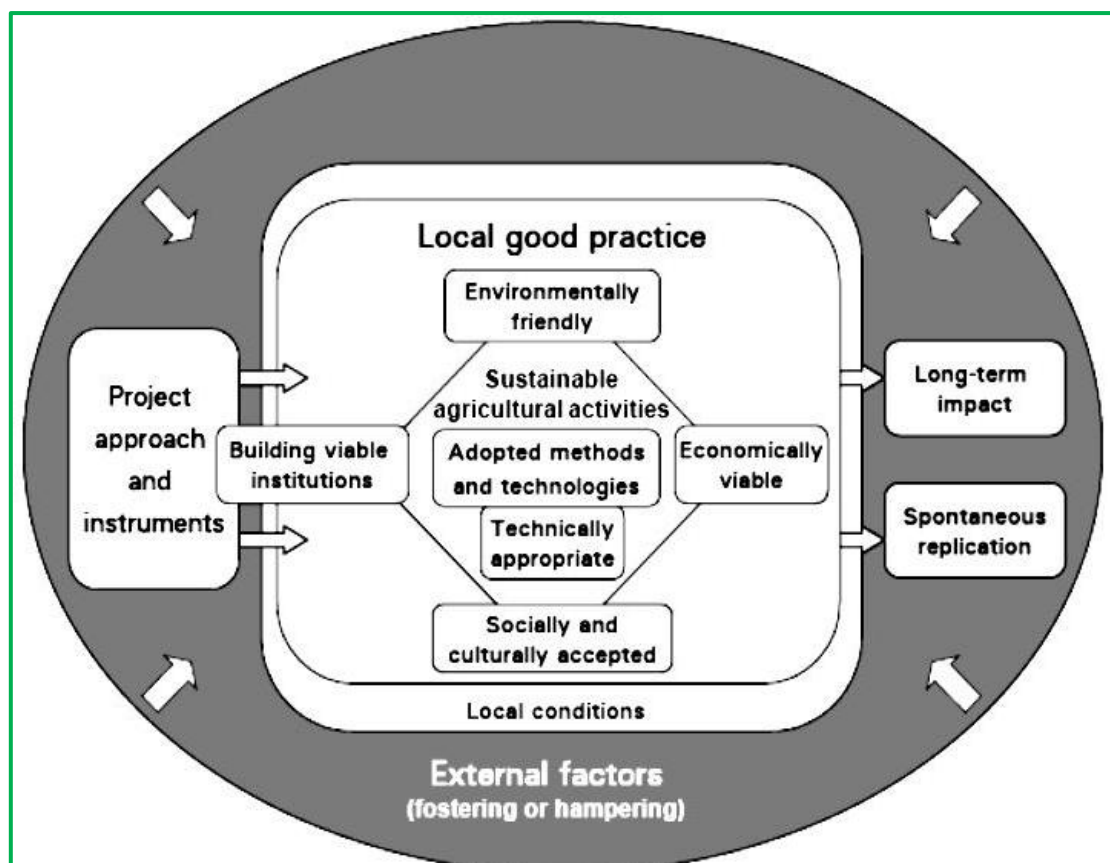 Local good practice
Environmentally
friendly
Sustainable
agricultural activities
Project
approach
and
instruments
Building viable
institutions
Adopted methods
and technologies
Economically
viable
Technically
appropriate
Socially and
culturally accepted
Long-term
impact
Spontaneous
replication
Local conditions
External factors
(fostering or hampering)